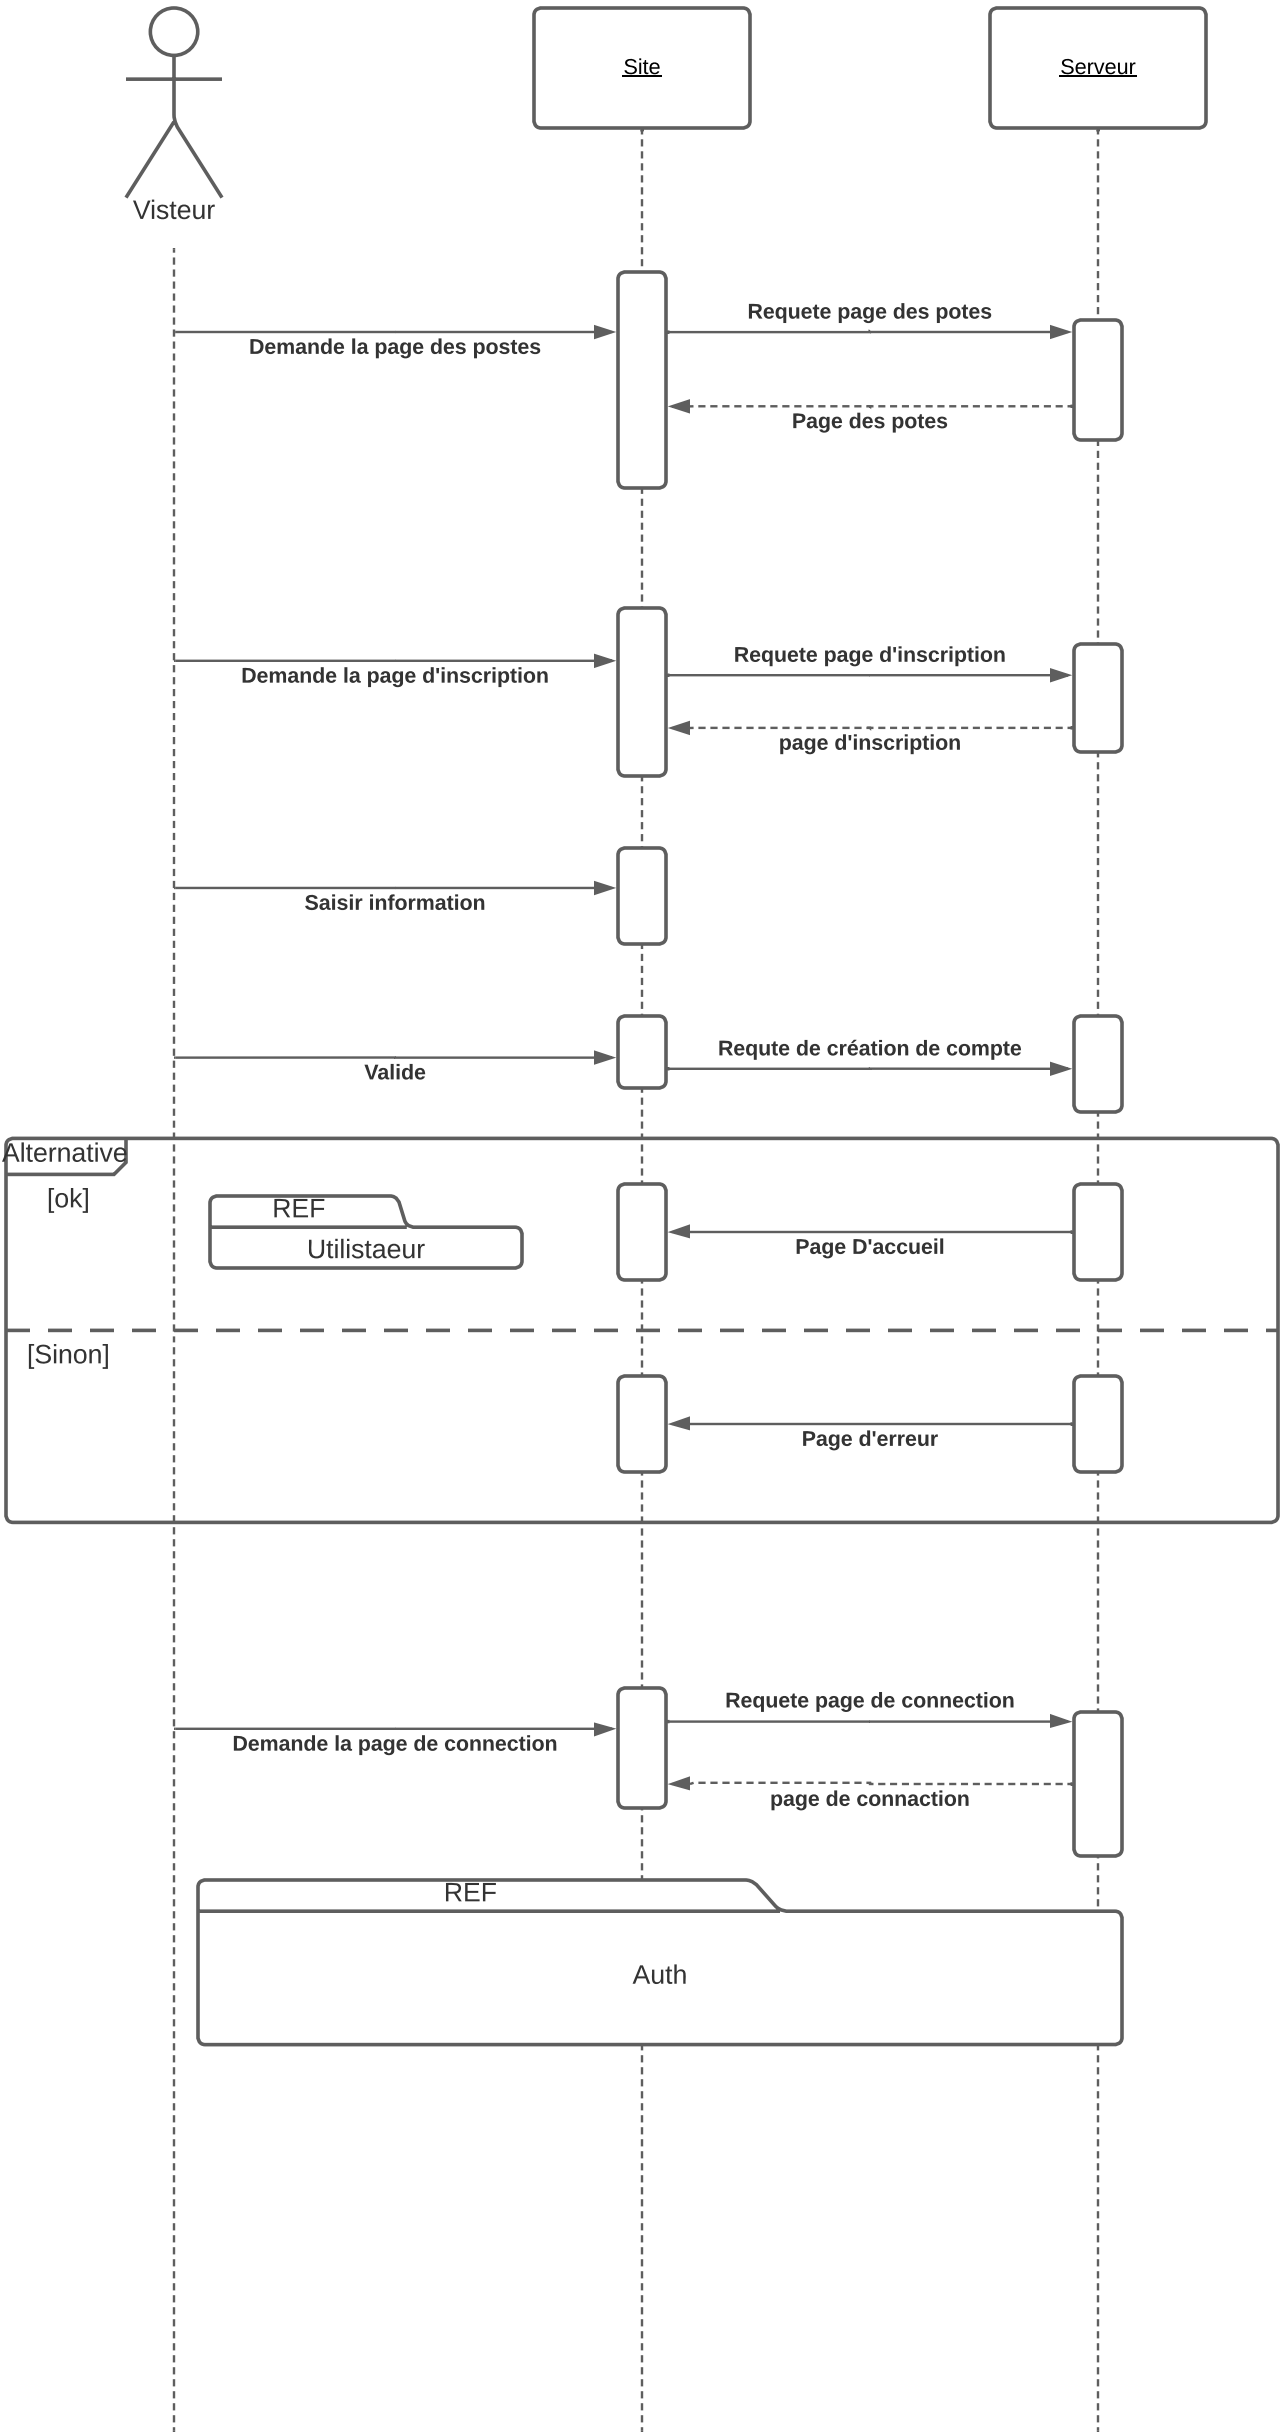 Site
Serveur
Visteur
Requete page des potes
Demande la page des postes
Page des potes
Requete page d'inscription
Demande la page d'inscription
page d'inscription
Saisir information
Requte de création de compte
Valide
Alternative
[ok]
REF
Utilistaeur
Page D'accueil
[Sinon]
Page d'erreur
Requete page de connection
Demande la page de connection
page de connaction
REF
Auth